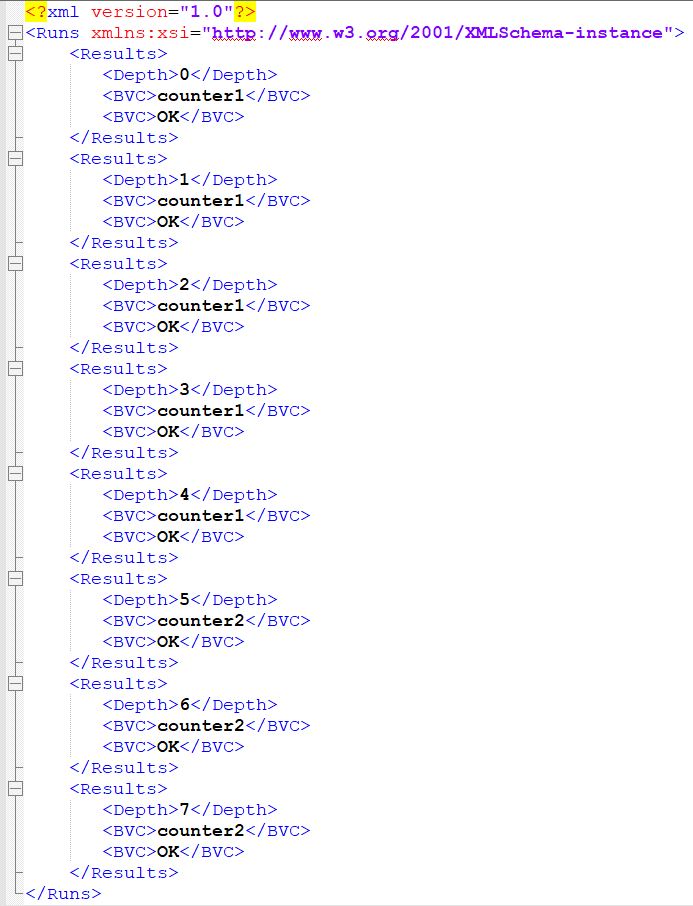 <?xml version="1.0"?>
<Runs xmlns:xsi="http://www.w3.org/2001/XMLSchema-instance">
<Results>
<Depth>0</Depth>
<BVC>counter1</BVC>
<BVC>OK</BVC>
</Results>
<Results>
<Depth>1</Depth>
<BVC>counter1</BVC>
<BVC>OK</BVC>
</Results>
<Results>
<Depth>2</Depth>
<BVC>counter1</BVC>
<BVC>OK</BVC>
</Results>
<Results>
<Depth>3</Depth>
<BVC>counter1</BVC>
<BVC>OK</BVC>
</Results>
<Results>
<Depth>4</Depth>
<BVC>counter1</BVC>
<BVC>OK</BVC>
</Results>
<Results>
<Depth>5</Depth>
<BVC>counter2</BVC>
<BVC>OK</BVC>
</Results>
<Results>
<Depth>6</Depth>
<BVC>counter2</BVC>
<BVC>OK</BVC>
</Results>
<Results>
<Depth>7</Depth>
<BVC>counter2</BVC>
<BVC>OK</BVC>
</Results>
</Runs>